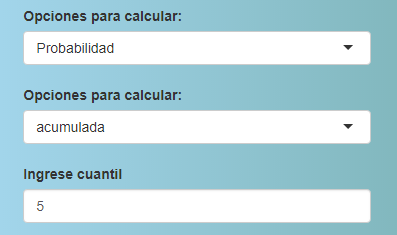 Opciones para calcular:
Probabilidad
Opciones para calcular:
acumulada
Ingrese cuantil
5